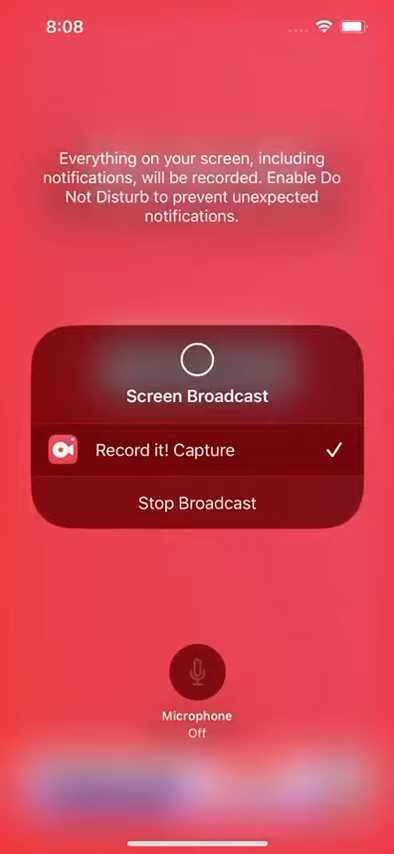 8:08
Everything on your screen, including
notifications, will be recorded. Enable Do
Not Disturb to prevent unexpected
notifications.
Screen Broadcast
Record it! Capture
Stop Broadcast
Microphone
Off